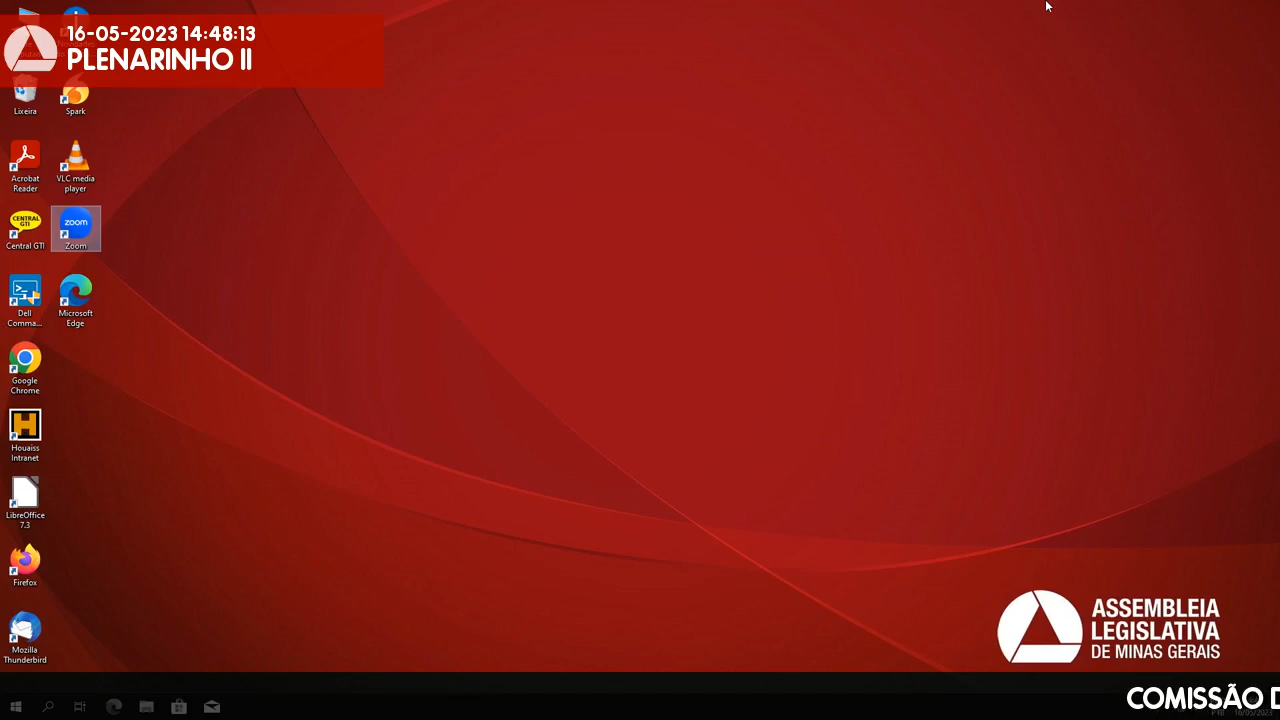 16-05-2023 14:48:13
PLENARINHO II
Lixeira
Spark
Acrobat
Reader
VLC media
player
CENTRAL
GTI
Central GTI
zoom
Zoom
Dell
Comma...
Microsoft
Edge
Google
Chrome
H
Houaiss
Intranet
LibreOffice
7.3
Firefox
Mozilla
Thunderbird
ASSEMBLEIA
LEGISLATIVA
DE MINAS GERAIS
COMISSÃO D